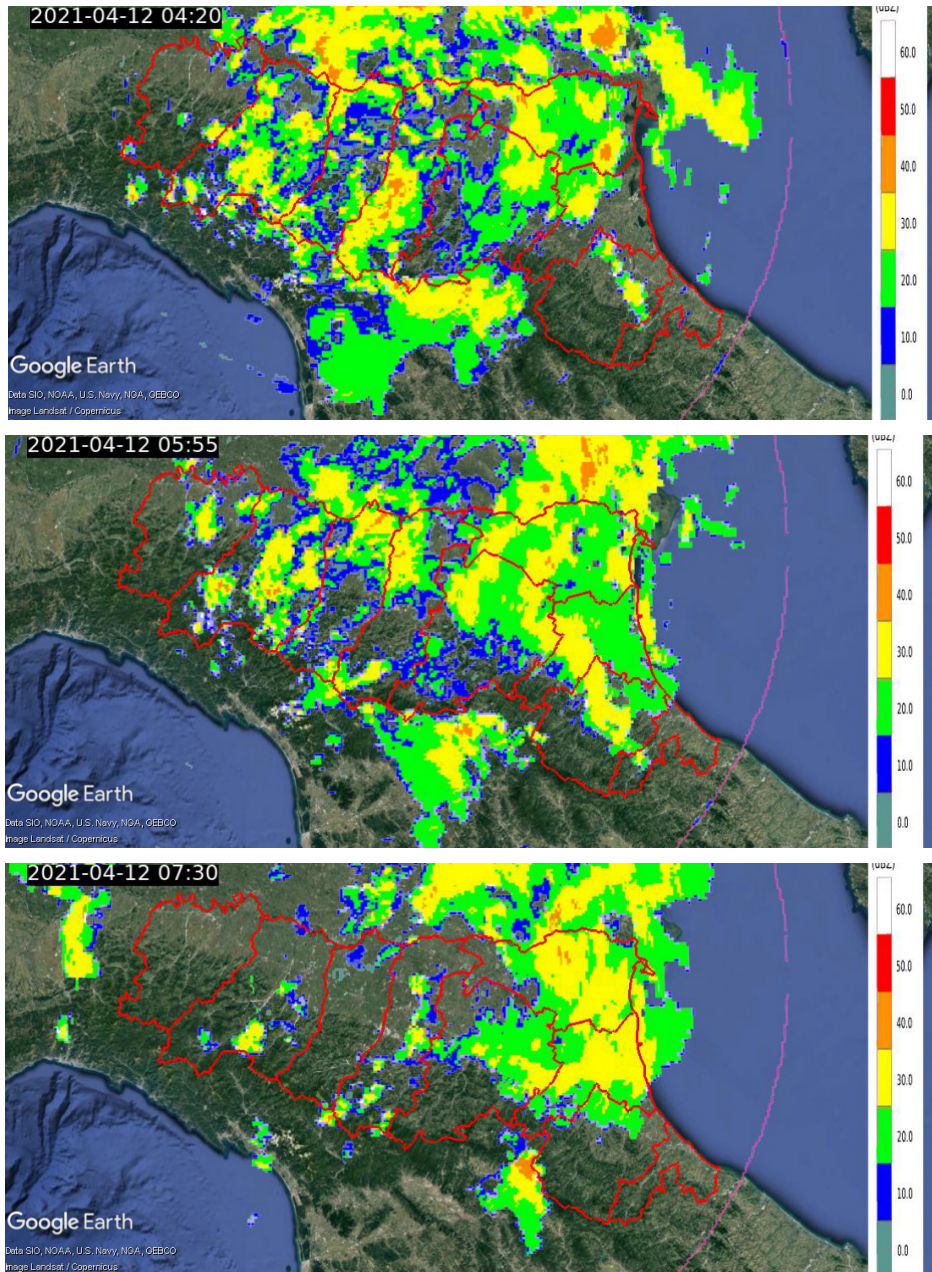 2021-04-12 04:20
(dBZ)
60.0
50.0
40.0
30.0
20.0
10.0
0.0
Google Earth
Data SIO, NOAA, U.S. Navy, NGA, GEBCO
Image Landsat / Copernicus
2021-04-12 05:55
(dBZ)
60.0
50.0
40.0
30.0
20.0
10.0
0.0
Google Earth
Data SIO, NOAA, U.S. Navy, NGA, GEBCO
Image Landsat / Copernicus
2021-04-12 07:30
(dBZ)
60.0
50.0
40.0
30.0
20.0
10.0
0.0
Google Earth
Data SIO, NOAA, U.S. Navy, NGA, GEBCO
Image Landsat / Copernicus